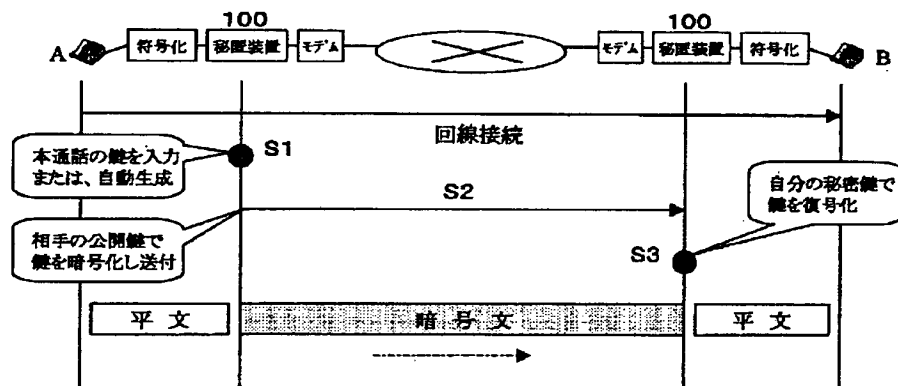 100
100
A
符号化
秘匿装置
モデム
モデム
秘匿装置
符号化
B
回線接続
本通話の鍵を入力
または、自動生成
S1
S2
自分の秘密鍵で
鍵を復号化
相手の公開鍵で
鍵を暗号化し送付
S3
平文
暗号文
平文